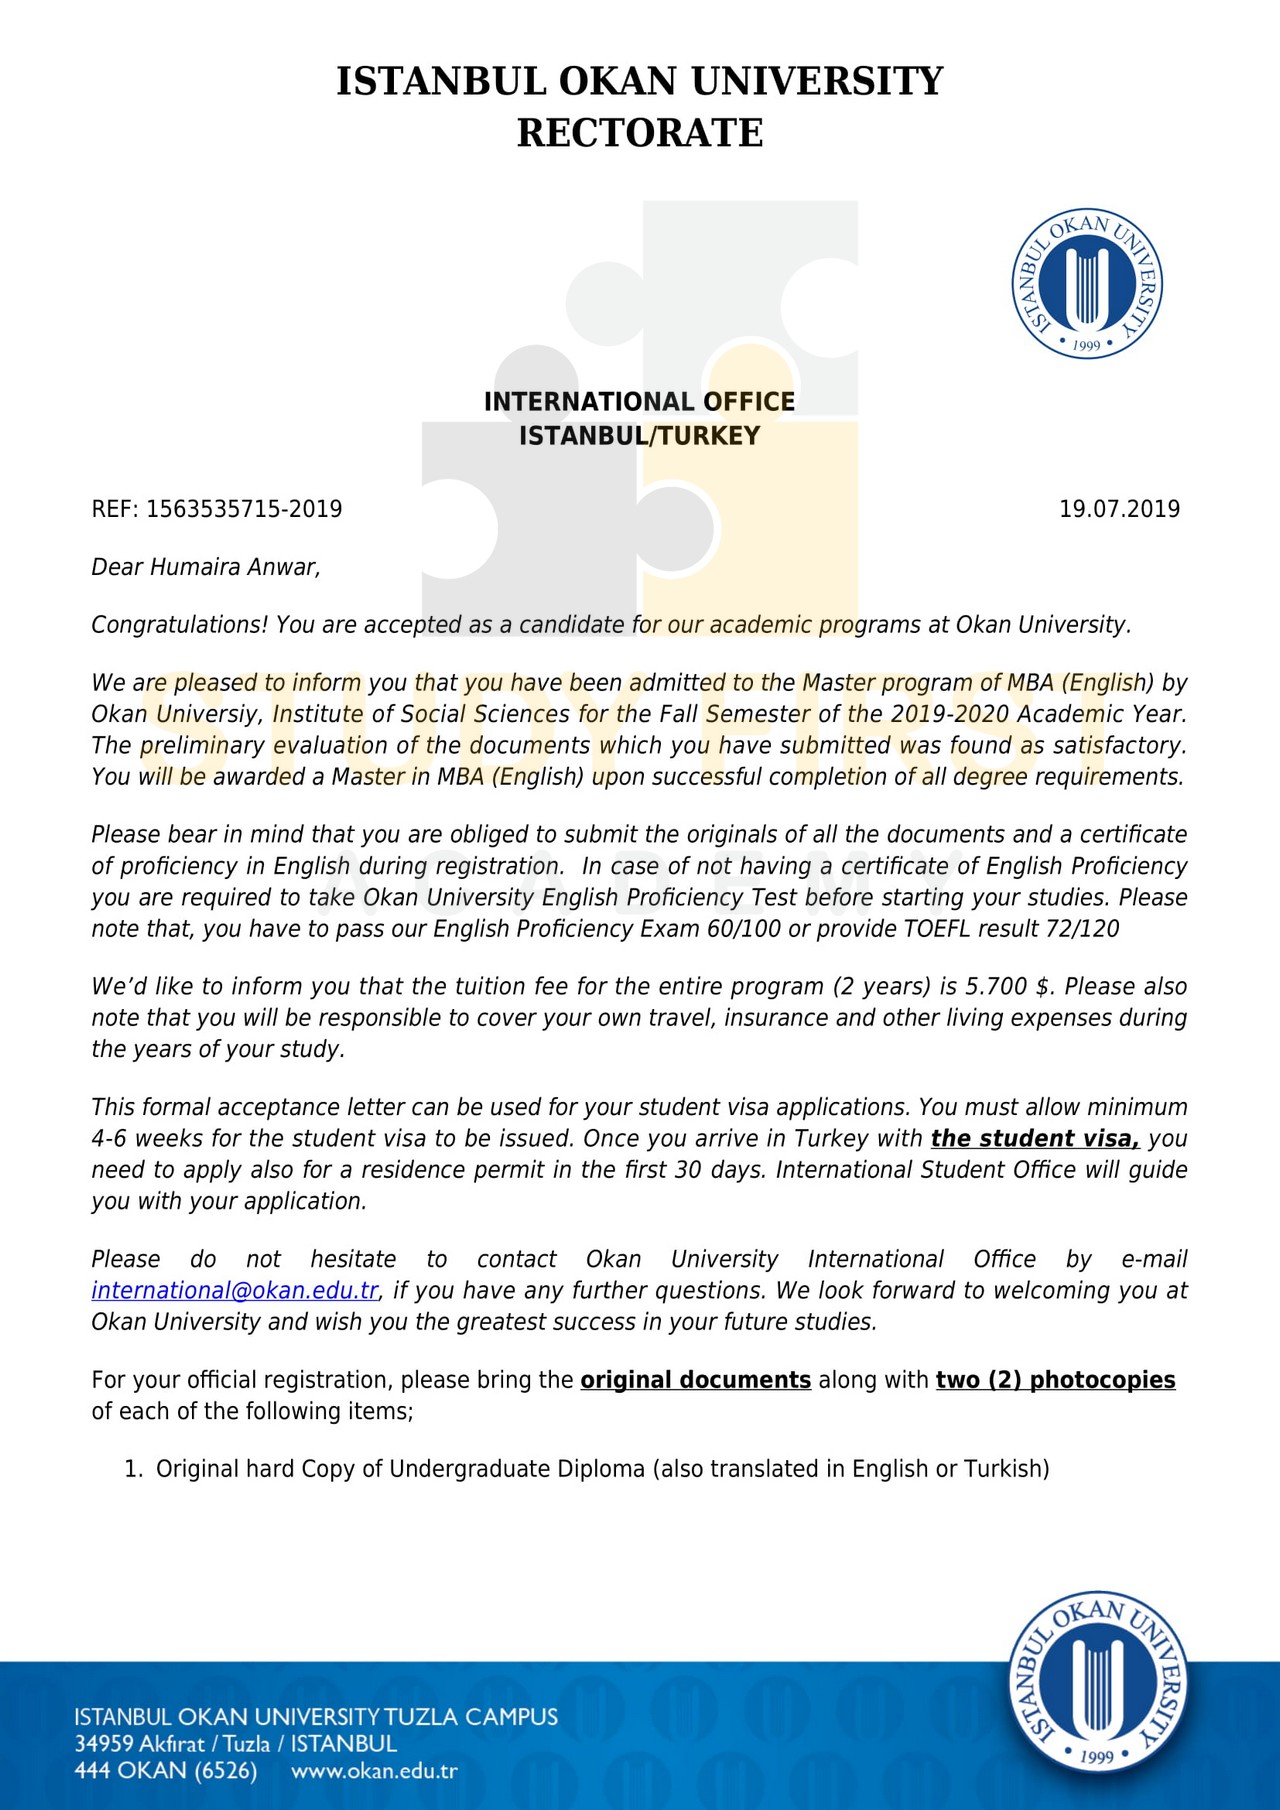 ISTANBUL OKAN UNIVERSITY
RECTORATE
ISTANBUL OKAN UNIVERSITY
• 1999 •
INTERNATIONAL OFFICE
ISTANBUL/TURKEY
REF: 1563535715-2019 19.07.2019
Dear Humaira Anwar,
Congratulations! You are accepted as a candidate for our academic programs at Okan University.
We are pleased to inform you that you have been admitted to the Master program of MBA (English) by
Okan Universiy, Institute of Social Sciences for the Fall Semester of the 2019-2020 Academic Year.
The preliminary evaluation of the documents which you have submitted was found as satisfactory.
You will be awarded a Master in MBA (English) upon successful completion of all degree requirements.
STUDY FIRST
Please bear in mind that you are obliged to submit the originals of all the documents and a certificate
of proficiency in English during registration.  In case of not having a certificate of English Proficiency
you are required to take Okan University English Proficiency Test before starting your studies. Please
note that, you have to pass our English Proficiency Exam 60/100 or provide TOEFL result 72/120
ACADEMY
We’d like to inform you that the tuition fee for the entire program (2 years) is 5.700 $. Please also
note that you will be responsible to cover your own travel, insurance and other living expenses during
the years of your study.
This formal acceptance letter can be used for your student visa applications. You must allow minimum
4-6 weeks for the student visa to be issued. Once you arrive in Turkey with the student visa, you
need to apply also for a residence permit in the first 30 days. International Student Office will guide
you with your application.
Please do not hesitate to contact Okan University International Office by e-mail
international@okan.edu.tr, if you have any further questions. We look forward to welcoming you at
Okan University and wish you the greatest success in your future studies.
For your official registration, please bring the original documents along with two (2) photocopies
of each of the following items;
1. Original hard Copy of Undergraduate Diploma (also translated in English or Turkish)
ISTANBUL OKAN UNIVERSITY TUZLA CAMPUS
34959 Akfırat / Tuzla / ISTANBUL
444 OKAN (6526) www.okan.edu.tr
ISTANBUL OKAN UNIVERSITY
• 1999 •